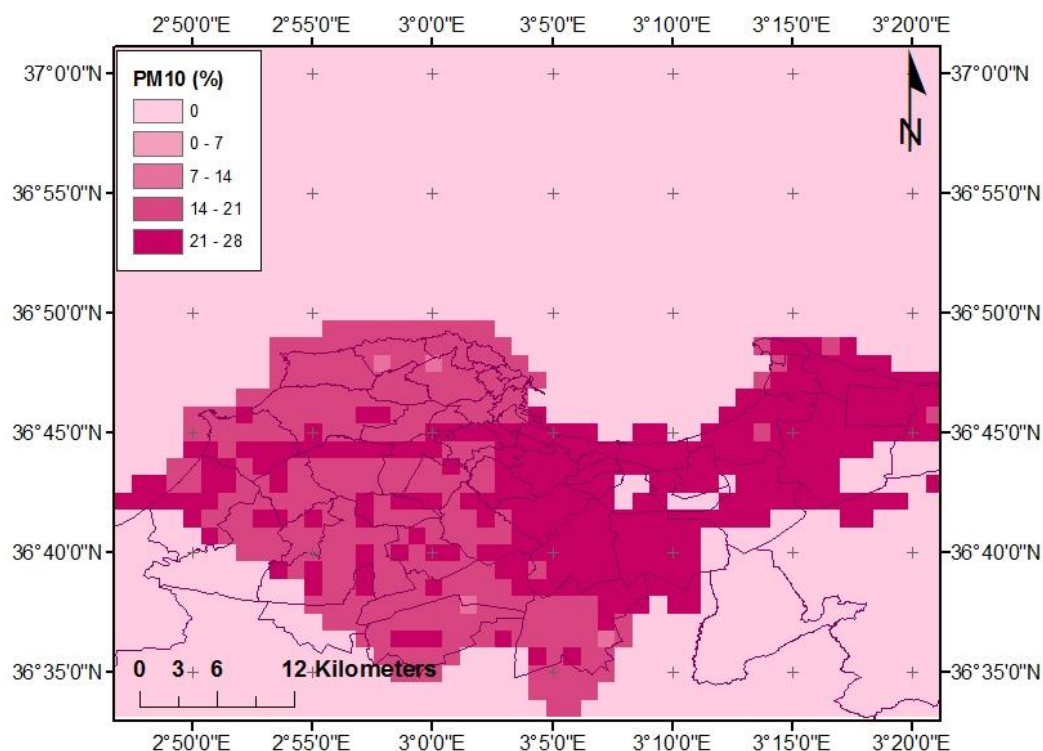 2°50'0"E 2°55'0"E 3°0'0"E 3°5'0"E 3°10'0"E 3°15'0"E 3°20'0"E
PM10 (%)
0
0 - 7
7 - 14
14 - 21
21 - 28
N
37°0'0"N 37°0'0"N
36°55'0"N 36°55'0"N
36°50'0"N 36°50'0"N
36°45'0"N 36°45'0"N
36°40'0"N 36°40'0"N
36°35'0"N 36°35'0"N
0 3 6 12 Kilometers
2°50'0"E 2°55'0"E 3°0'0"E 3°5'0"E 3°10'0"E 3°15'0"E 3°20'0"E